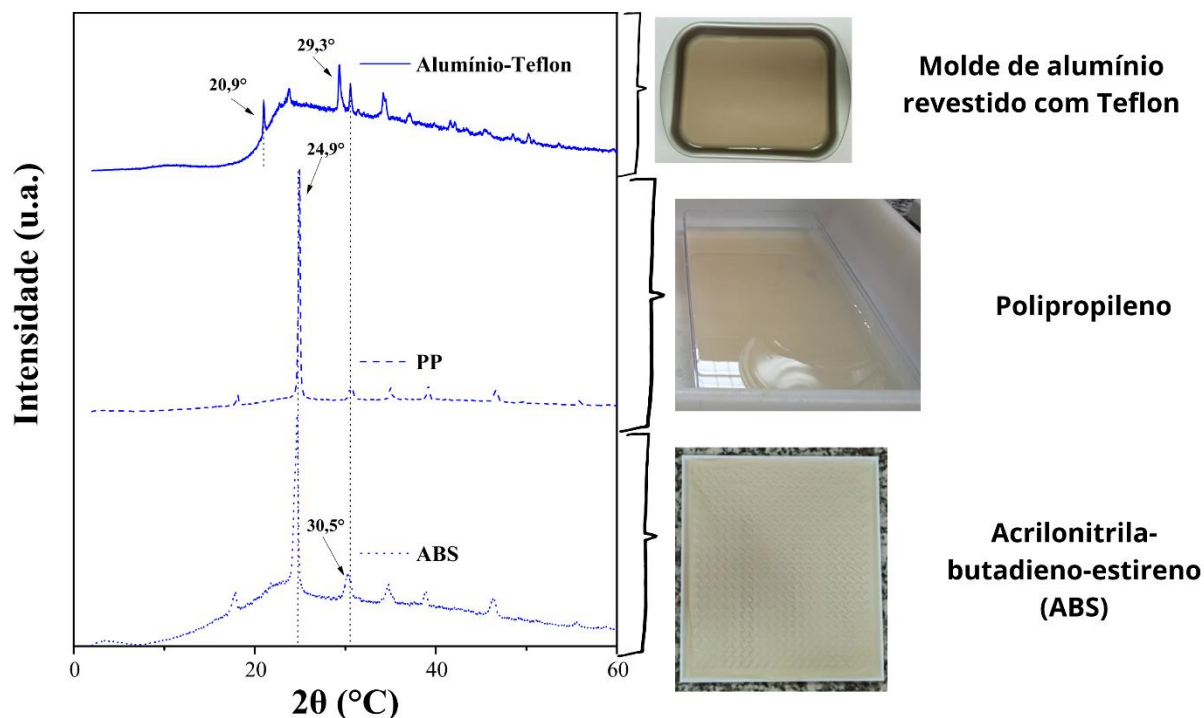 Intensidade (u.a.)
29,3°
Alumínio-Teflon
20,9°
24,9°
PP
30,5°
ABS
0
20
40
60
2θ (°C)
Molde de alumínio
revestido com Teflon
Polipropileno
Acrilonitrila-
butadieno-estireno
(ABS)